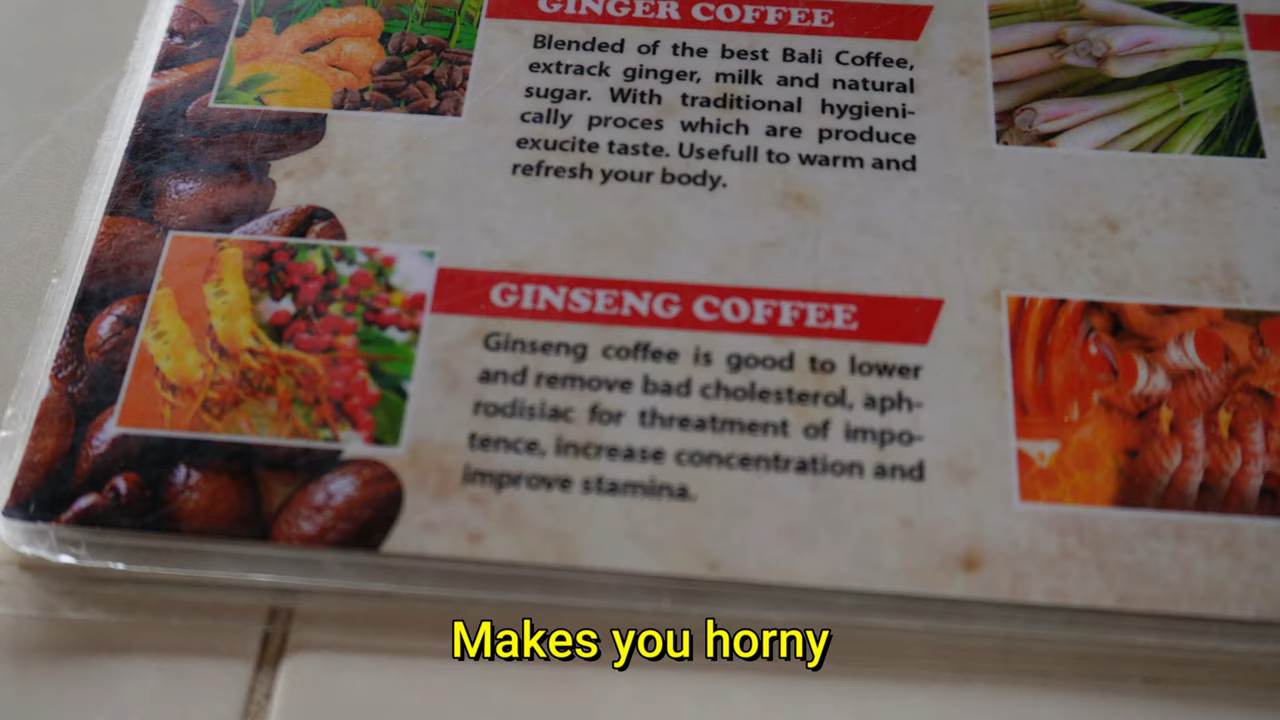 GINGER COFFEE
Blended of the best Bali Coffee,
extrack ginger, milk and natural
sugar. With traditional hygieni-
cally proces which are produce
exucite taste. Usefull to warm and
refresh your body.
GINSENG COFFEE
Ginseng coffee is good to lower
and remove bad cholesterol, aph-
rodisiac for threatment of impo-
tence, increase concentration and
improve stamina.
Makes you horny